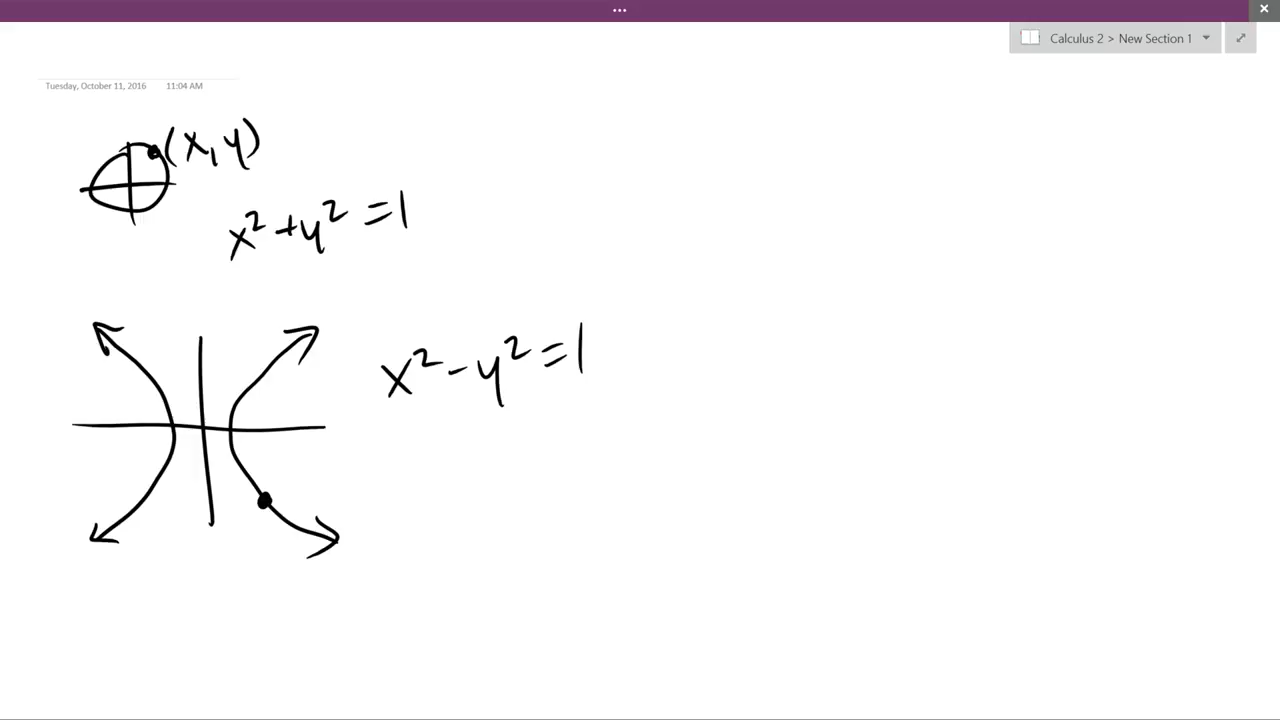 ...
Calculus 2 > New Section 1
Tuesday, October 11, 2016 11:04 AM
(x, y)
x² + y² = 1
x² - y² = 1